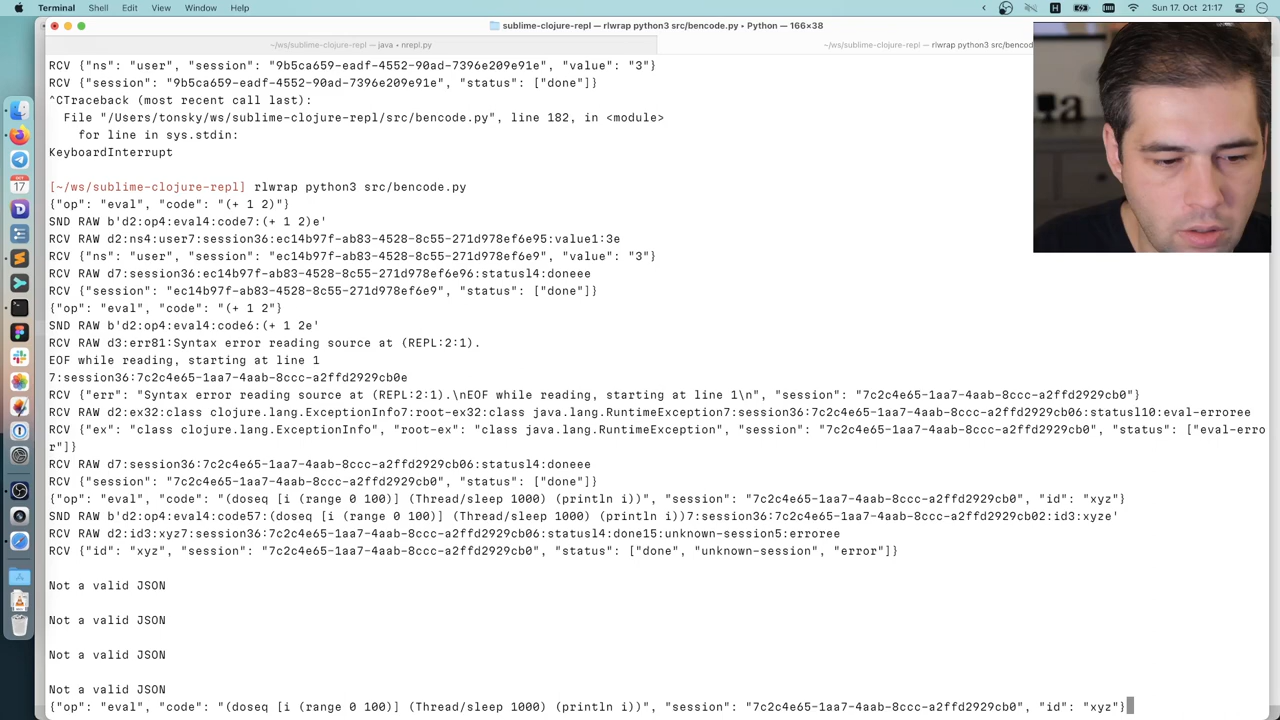 Terminal Shell Edit View Window Help
Sun 17. Oct 21:17
sublime-clojure-repl — rlwrap python3 src/bencode.py • Python — 166×38
~/ws/sublime-clojure-repl — java • nrepl.py
~/ws/sublime-clojure-repl — rlwrap python3 src/bencod
RCV {"ns": "user", "session": "9b5ca659-eadf-4552-90ad-7396e209e91e", "value": "3"}
RCV {"session": "9b5ca659-eadf-4552-90ad-7396e209e91e", "status": ["done"]}
^CTraceback (most recent call last):
File "/Users/tonsky/ws/sublime-clojure-repl/src/bencode.py", line 182, in <module>
for line in sys.stdin:
KeyboardInterrupt
[~/ws/sublime-clojure-repl] rlwrap python3 src/bencode.py
{"op": "eval", "code": "(+ 1 2)"}
SND RAW b'd2:op4:eval4:code7:(+ 1 2)e'
RCV RAW d2:ns4:user7:session36:ec14b97f-ab83-4528-8c55-271d978ef6e95:value1:3e
RCV {"ns": "user", "session": "ec14b97f-ab83-4528-8c55-271d978ef6e9", "value": "3"}
RCV RAW d7:session36:ec14b97f-ab83-4528-8c55-271d978ef6e96:statusl4:doneee
RCV {"session": "ec14b97f-ab83-4528-8c55-271d978ef6e9", "status": ["done"]}
{"op": "eval", "code": "(+ 1 2"}
SND RAW b'd2:op4:eval4:code6:(+ 1 2e'
RCV RAW d3:err81:Syntax error reading source at (REPL:2:1).
EOF while reading, starting at line 1
7:session36:7c2c4e65-1aa7-4aab-8ccc-a2ffd2929cb0e
RCV {"err": "Syntax error reading source at (REPL:2:1).\nEOF while reading, starting at line 1\n", "session": "7c2c4e65-1aa7-4aab-8ccc-a2ffd2929cb0"}
RCV RAW d2:ex32:class clojure.lang.ExceptionInfo7:root-ex32:class java.lang.RuntimeException7:session36:7c2c4e65-1aa7-4aab-8ccc-a2ffd2929cb06:statusl10:eval-erroree
RCV {"ex": "class clojure.lang.ExceptionInfo", "root-ex": "class java.lang.RuntimeException", "session": "7c2c4e65-1aa7-4aab-8ccc-a2ffd2929cb0", "status": ["eval-erro
r"]}
RCV RAW d7:session36:7c2c4e65-1aa7-4aab-8ccc-a2ffd2929cb06:statusl4:doneee
RCV {"session": "7c2c4e65-1aa7-4aab-8ccc-a2ffd2929cb0", "status": ["done"]}
{"op": "eval", "code": "(doseq [i (range 0 100)] (Thread/sleep 1000) (println i))", "session": "7c2c4e65-1aa7-4aab-8ccc-a2ffd2929cb0", "id": "xyz"}
SND RAW b'd2:op4:eval4:code57:(doseq [i (range 0 100)] (Thread/sleep 1000) (println i))7:session36:7c2c4e65-1aa7-4aab-8ccc-a2ffd2929cb02:id3:xyze'
RCV RAW d2:id3:xyz7:session36:7c2c4e65-1aa7-4aab-8ccc-a2ffd2929cb06:statusl4:done15:unknown-session5:erroree
RCV {"id": "xyz", "session": "7c2c4e65-1aa7-4aab-8ccc-a2ffd2929cb0", "status": ["done", "unknown-session", "error"]}
Not a valid JSON
Not a valid JSON
Not a valid JSON
Not a valid JSON
{"op": "eval", "code": "(doseq [i (range 0 100)] (Thread/sleep 1000) (println i))", "session": "7c2c4e65-1aa7-4aab-8ccc-a2ffd2929cb0", "id": "xyz"}
OCT
17